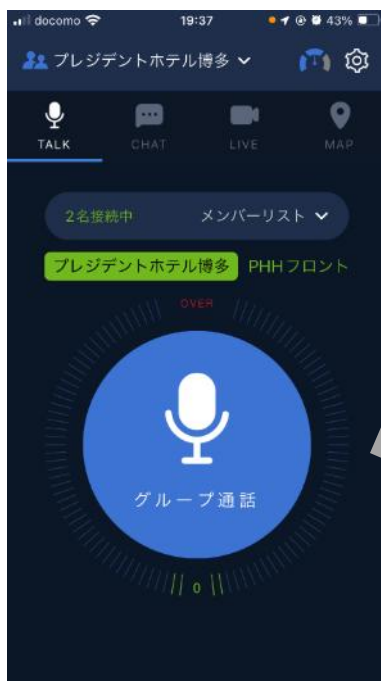 docomo 19:37 43%
プレジデントホテル博多
TALK CHAT LIVE MAP
2名接続中 メンバーリスト
プレジデントホテル博多 PHHフロント
OVER
グループ通話
0